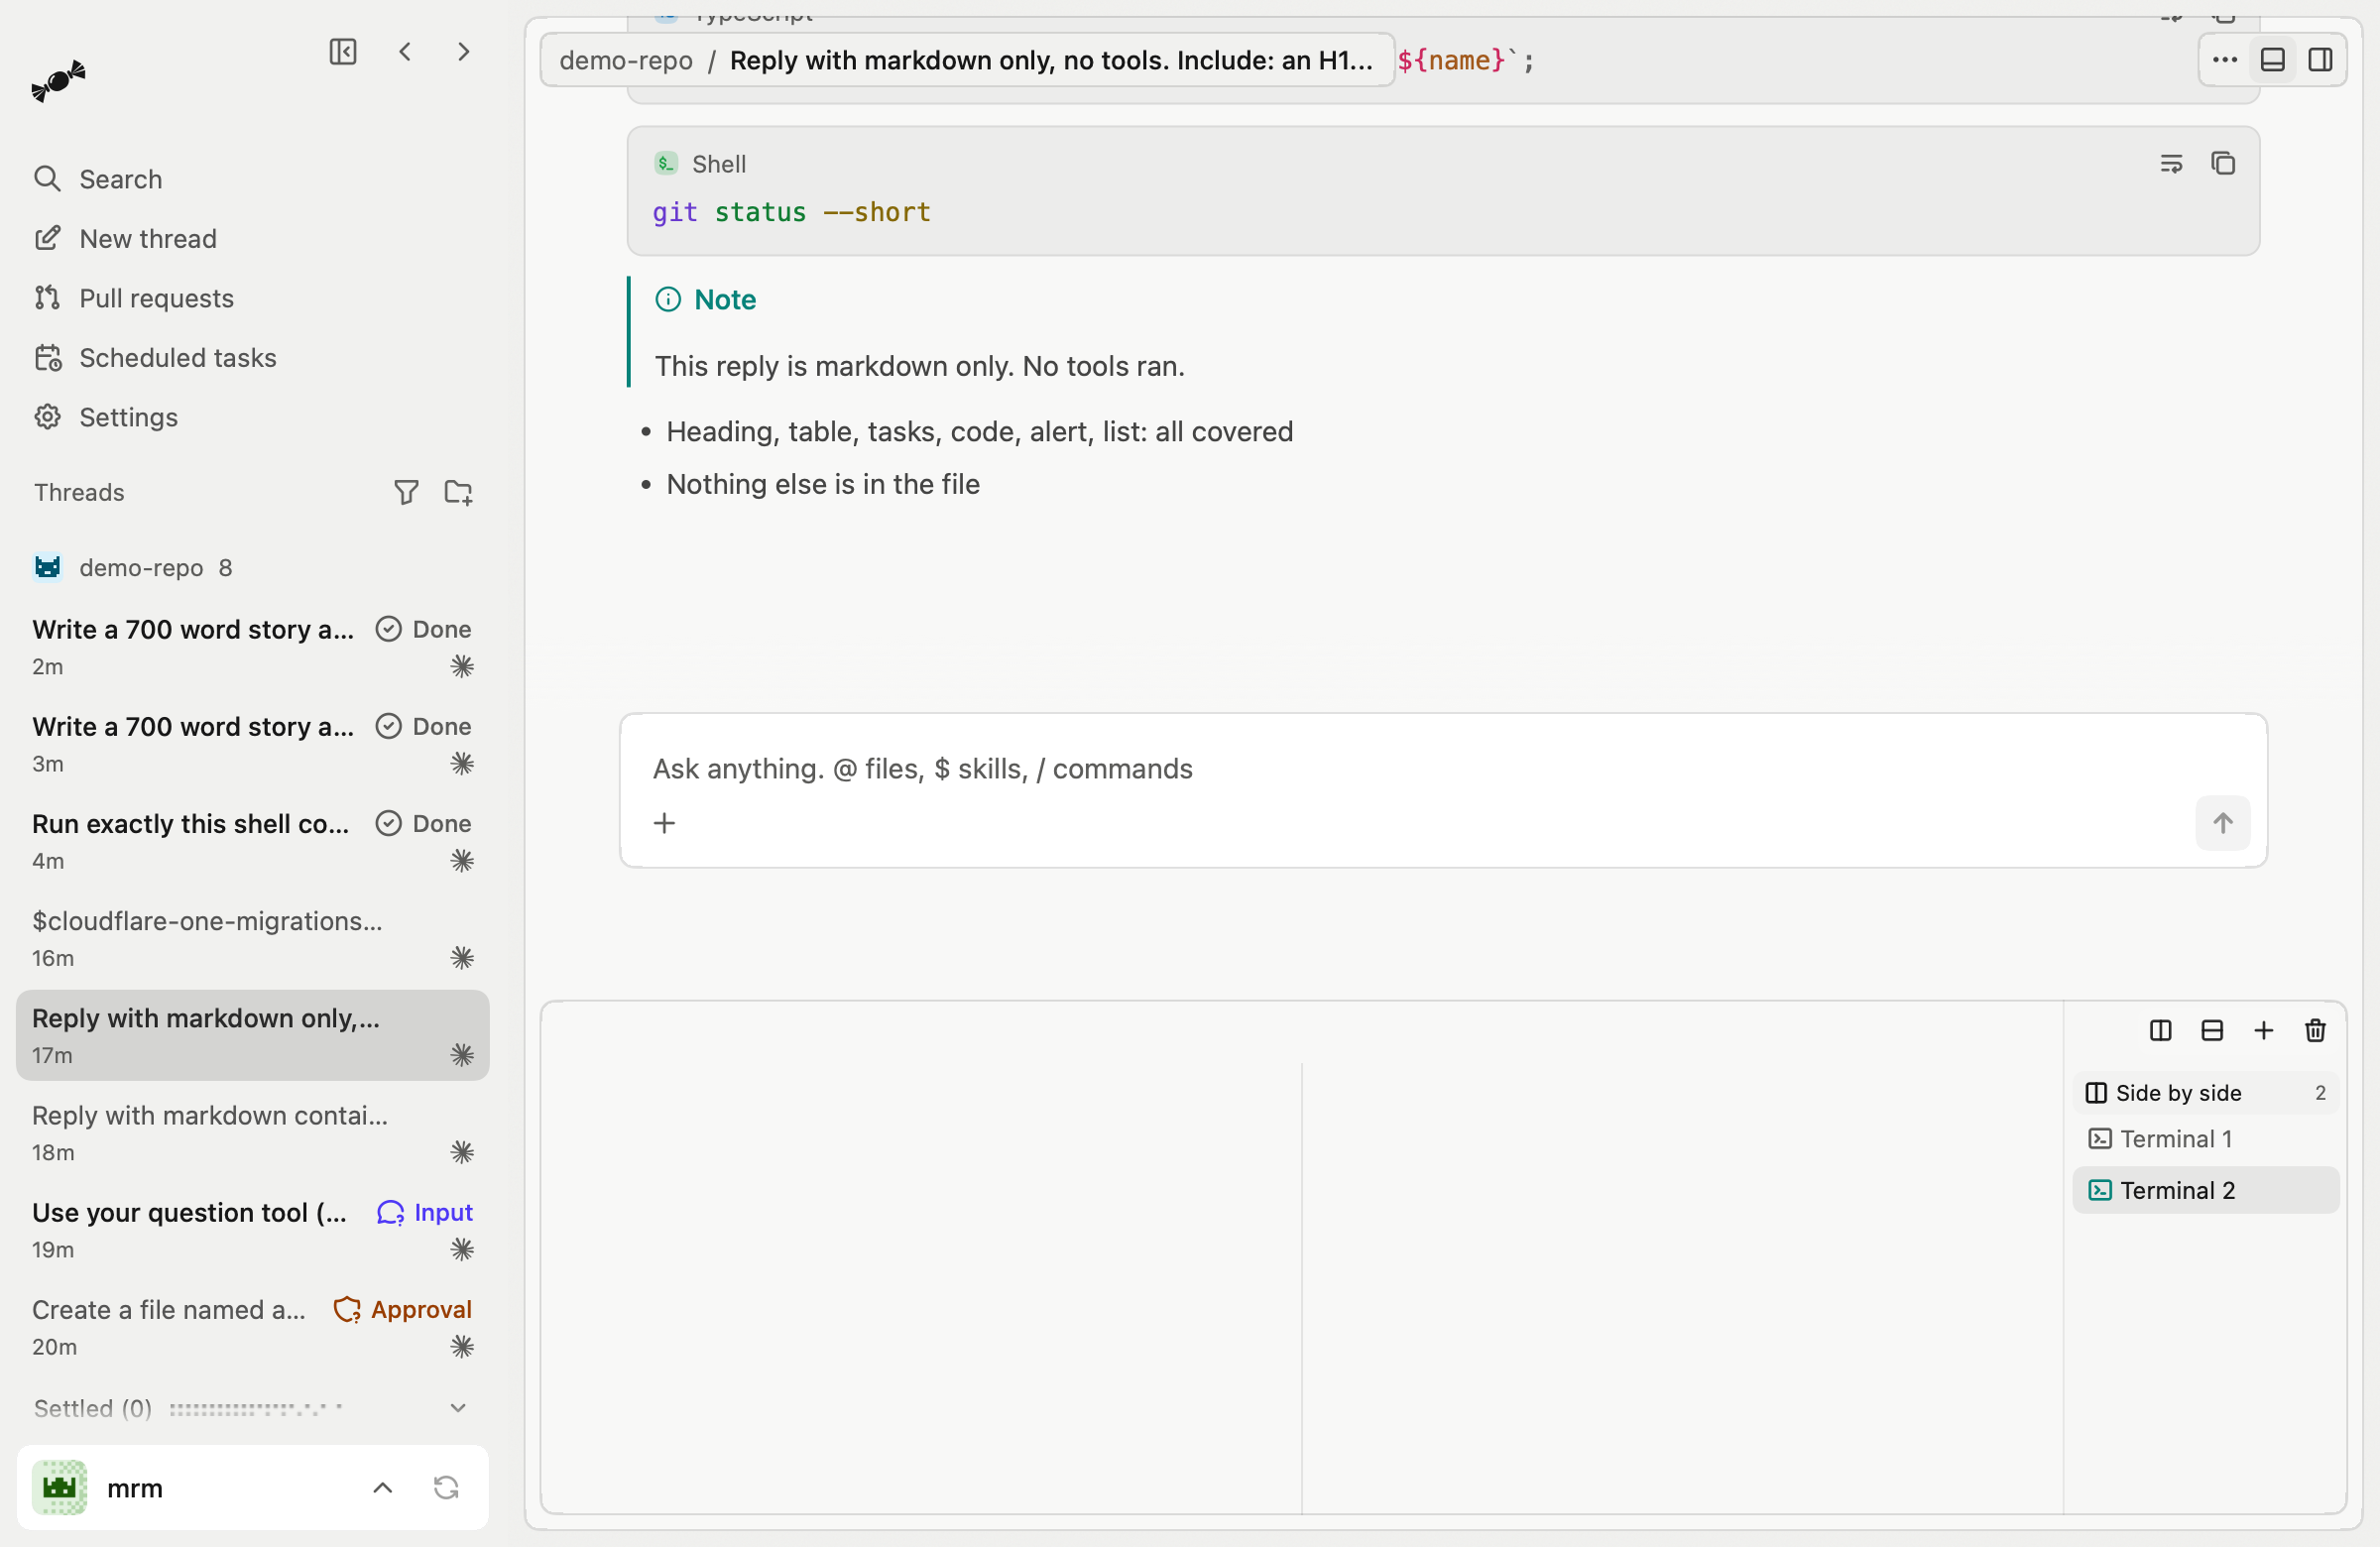 Search
New thread
Pull requests
Scheduled tasks
Settings
Threads
demo-repo 8
Write a 700 word story a... Done
2m
Write a 700 word story a... Done
3m
Run exactly this shell co... Done
4m
$cloudflare-one-migrations...
16m
Reply with markdown only,...
17m
Reply with markdown contai...
18m
Use your question tool (... Input
19m
Create a file named a... Approval
20m
Settled (0)
mrm
TypeScript
demo-repo / Reply with markdown only, no tools. Include: an H1... ${name}`;
$_ Shell
git status --short
Note
This reply is markdown only. No tools ran.
• Heading, table, tasks, code, alert, list: all covered
• Nothing else is in the file
Ask anything. @ files, $ skills, / commands
Side by side 2
Terminal 1
Terminal 2